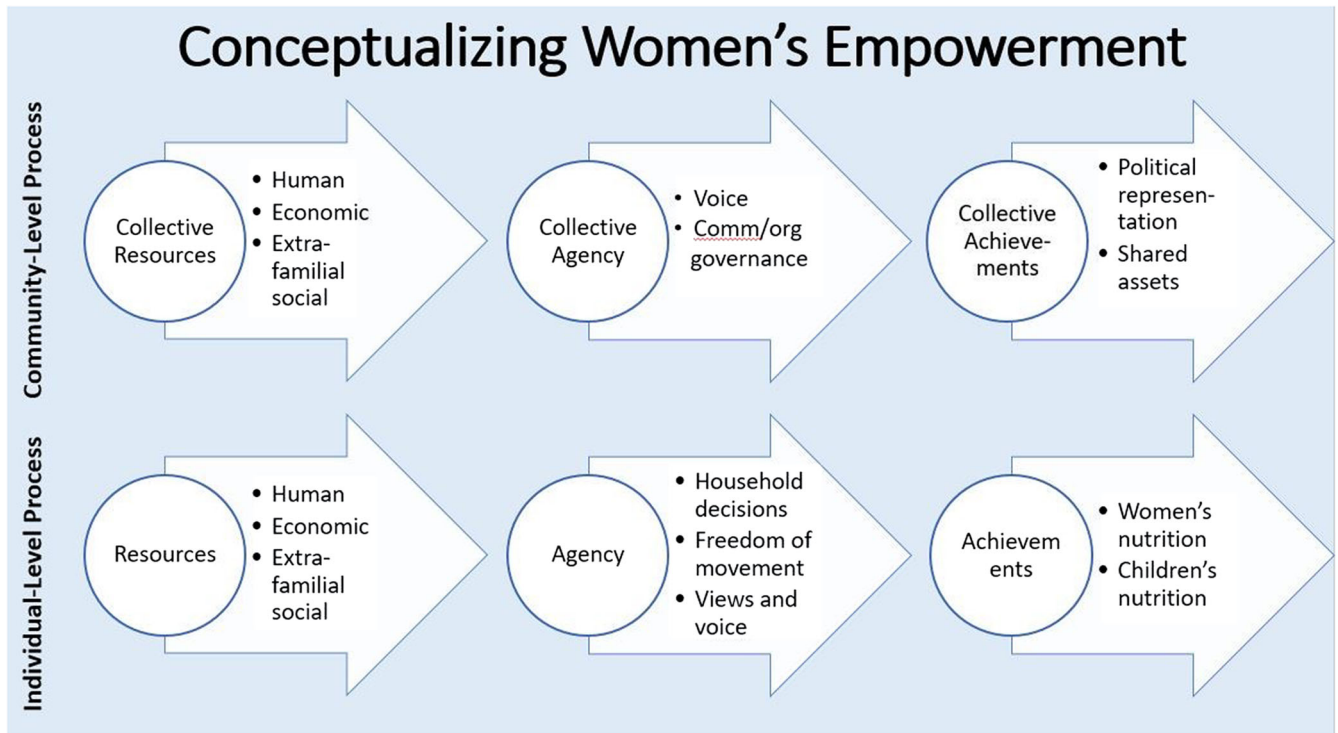 Conceptualizing Women's Empowerment
Community-Level Process
Collective
Resources
• Human
• Economic
• Extra-
familial
social
Collective
Agency
• Voice
• Comm/org
governance
Collective
Achieve-
ments
• Political
represen-
tation
• Shared
assets
Individual-Level Process
Resources
• Human
• Economic
• Extra-
familial
social
Agency
• Household
decisions
• Freedom of
movement
• Views and
voice
Achievem
ents
• Women's
nutrition
• Children's
nutrition